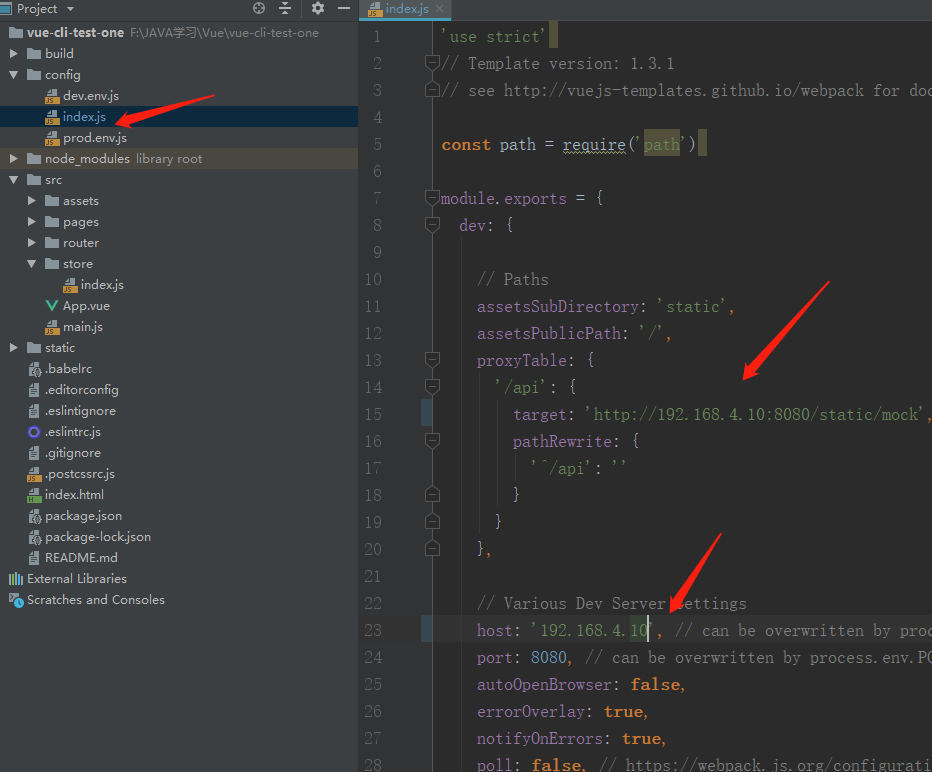 Project
vue-cli-test-one F:\JAVA学习\Vue\vue-cli-test-one
build
config
dev.env.js
index.js
prod.env.js
node_modules library root
src
assets
pages
router
store
index.js
App.vue
main.js
static
.babelrc
.editorconfig
.eslintignore
.eslintrc.js
.gitignore
.postcssrc.js
index.html
package.json
package-lock.json
README.md
External Libraries
Scratches and Consoles
index.js
1 'use strict'
2 // Template version: 1.3.1
3 // see http://vuejs-templates.github.io/webpack for doc
4
5 const path = require('path')
6
7 module.exports = {
8 dev: {
9
10 // Paths
11 assetsSubDirectory: 'static',
12 assetsPublicPath: '/',
13 proxyTable: {
14 '/api': {
15 target: 'http://192.168.4.10:8080/static/mock',
16 pathRewrite: {
17 '^/api': ''
18 }
19 }
20 },
21
22 // Various Dev Server Settings
23 host: '192.168.4.10', // can be overwritten by proc
24 port: 8080, // can be overwritten by process.env.PO
25 autoOpenBrowser: false,
26 errorOverlay: true,
27 notifyOnErrors: true,
28 poll: false, // https://webpack.js.org/configurati